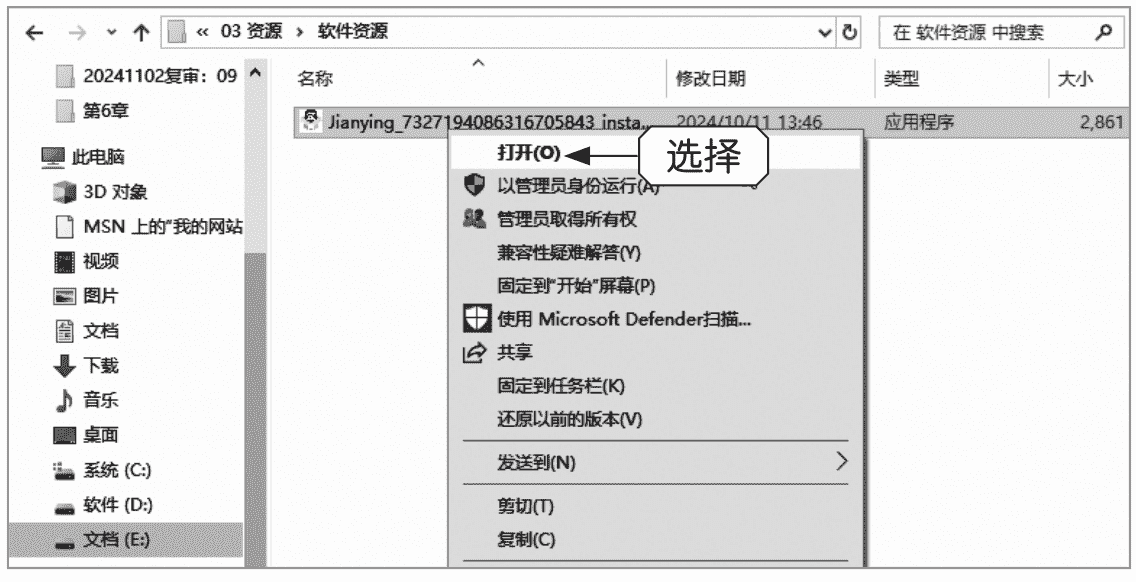 « 03 资源 › 软件资源
在 软件资源 中搜索
20241102复审：09
第6章
此电脑
3D 对象
MSN 上的"我的网站
视频
图片
文档
下载
音乐
桌面
系统 (C:)
软件 (D:)
文档 (E:)
名称 修改日期 类型 大小
Jianying_7327194086316705843_insta... 2024/10/11 13:46 应用程序 2,861
打开(O)
选择
以管理员身份运行(A)
管理员取得所有权
兼容性疑难解答(Y)
固定到"开始"屏幕(P)
使用 Microsoft Defender扫描...
共享
固定到任务栏(K)
还原以前的版本(V)
发送到(N)
剪切(T)
复制(C)